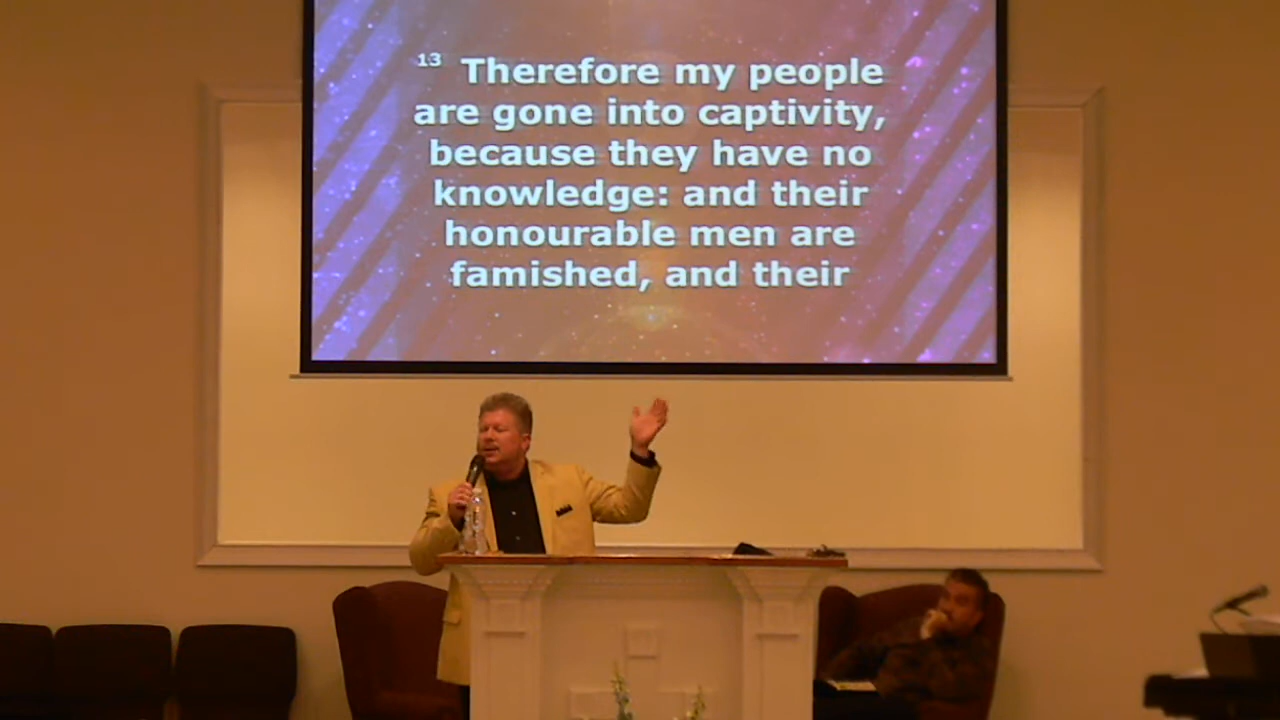 13 Therefore my people
are gone into captivity,
because they have no
knowledge: and their
honourable men are
famished, and their